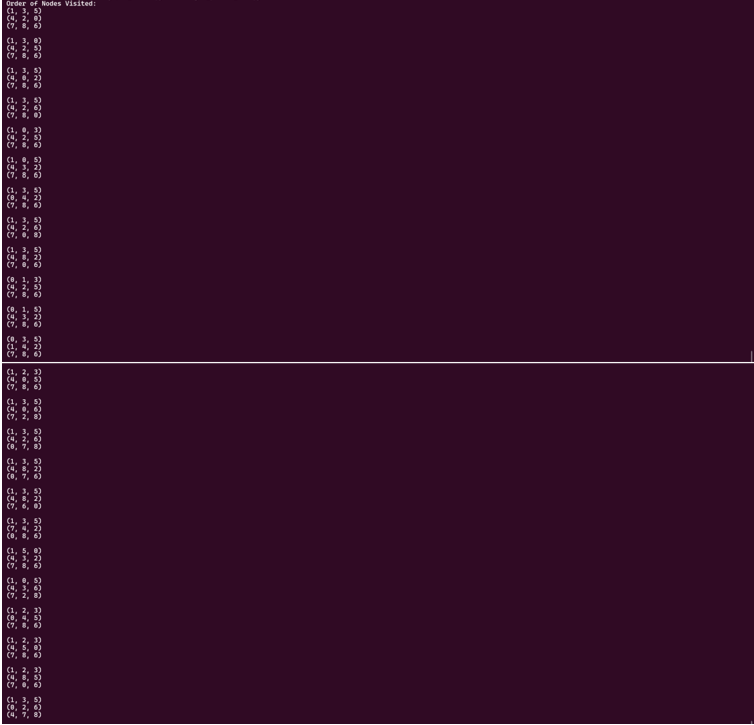 Order of Nodes Visited:
(1, 3, 5)
(4, 2, 0)
(7, 8, 6)
(1, 3, 0)
(4, 2, 5)
(7, 8, 6)
(1, 3, 5)
(4, 0, 2)
(7, 8, 6)
(1, 3, 5)
(4, 2, 6)
(7, 8, 0)
(1, 0, 3)
(4, 2, 5)
(7, 8, 6)
(1, 0, 5)
(4, 3, 2)
(7, 8, 6)
(1, 3, 5)
(0, 4, 2)
(7, 8, 6)
(1, 3, 5)
(4, 2, 6)
(7, 0, 8)
(1, 3, 5)
(4, 8, 2)
(7, 0, 6)
(0, 1, 3)
(4, 2, 5)
(7, 8, 6)
(0, 1, 5)
(4, 3, 2)
(7, 8, 6)
(0, 3, 5)
(1, 4, 2)
(7, 8, 6)
(1, 2, 3)
(4, 0, 5)
(7, 8, 6)
(1, 3, 5)
(4, 0, 6)
(7, 2, 8)
(1, 3, 5)
(4, 2, 6)
(0, 7, 8)
(1, 3, 5)
(4, 8, 2)
(0, 7, 6)
(1, 3, 5)
(4, 8, 2)
(7, 6, 0)
(1, 3, 5)
(7, 4, 2)
(0, 8, 6)
(1, 5, 0)
(4, 3, 2)
(7, 8, 6)
(1, 0, 5)
(4, 3, 6)
(7, 2, 8)
(1, 2, 3)
(0, 4, 5)
(7, 8, 6)
(1, 2, 3)
(4, 5, 0)
(7, 8, 6)
(1, 2, 3)
(4, 8, 5)
(7, 0, 6)
(1, 3, 5)
(0, 2, 6)
(4, 7, 8)